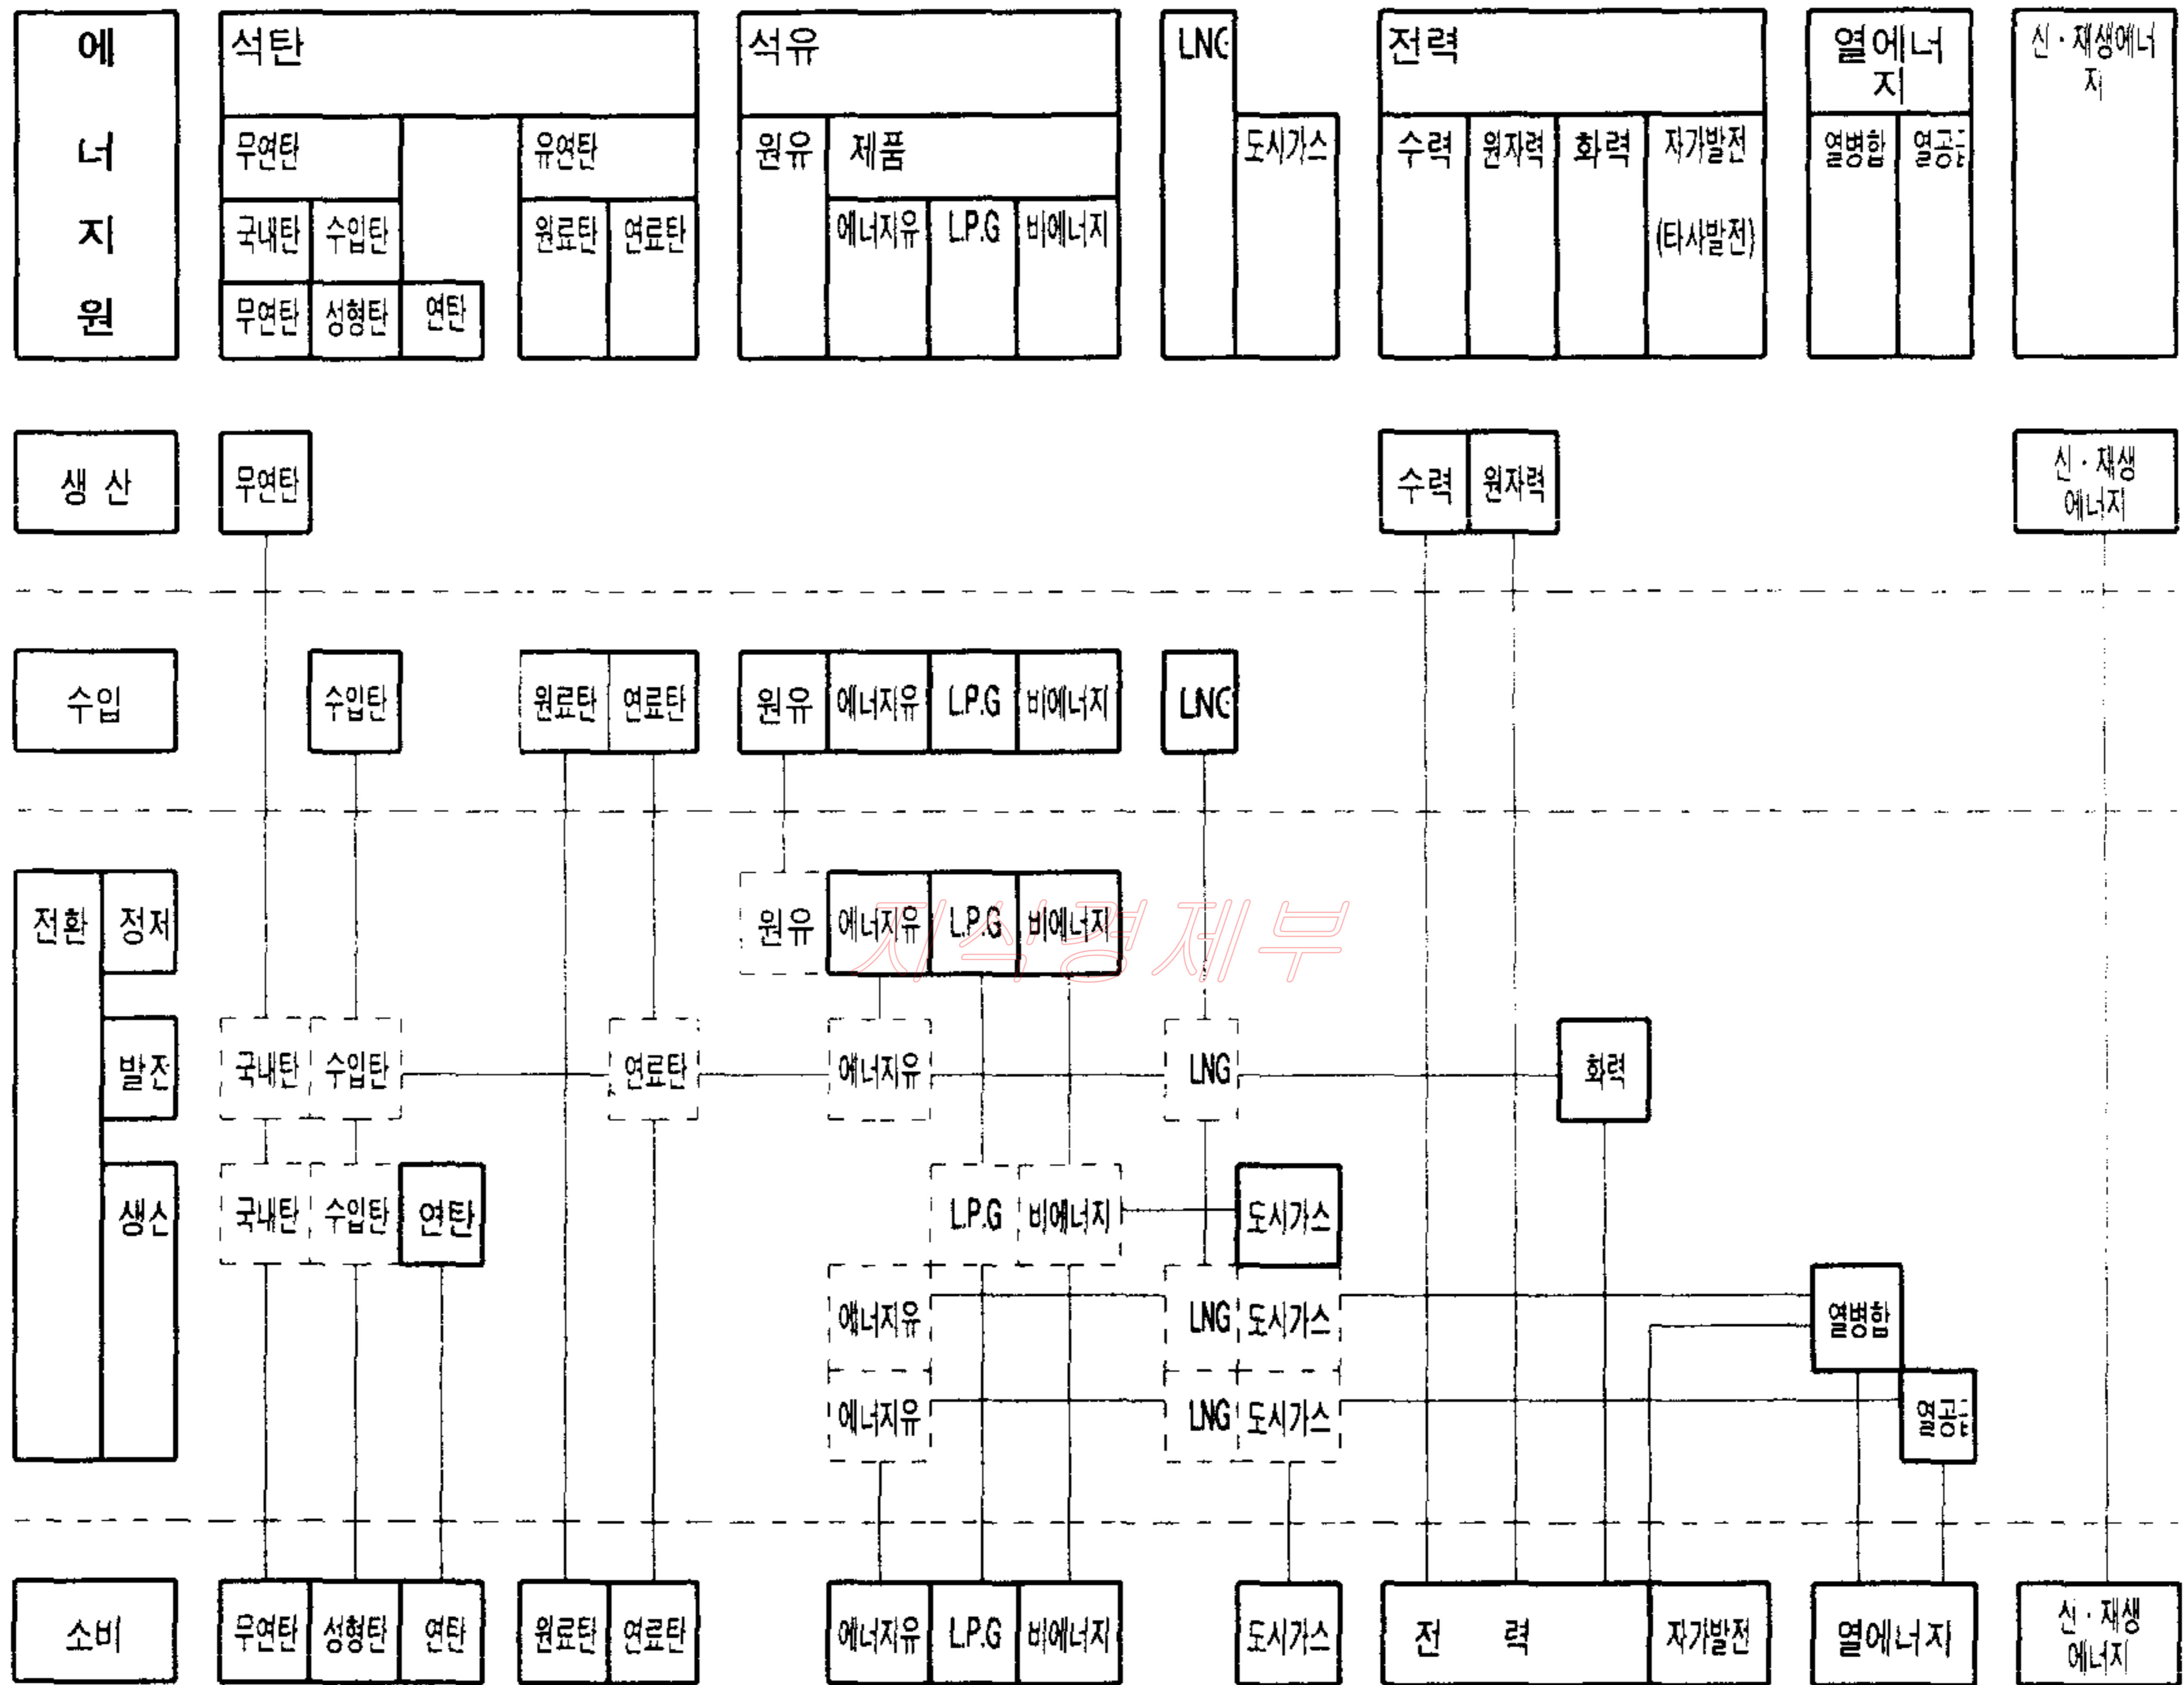 에너지원
석탄
석유
LNG
전력
열에너
지
신·재생에너
지
무연탄
유연탄
원유
제품
도시가스
수력
원자력
화력
자가발전
(타사발전)
열병합
열공급
국내탄
수입탄
원료탄
연료탄
에너지유
L.P.G
비에너지
무연탄
성형탄
연탄
생 산
무연탄
수력
원자력
신·재생
에너지
수입
수입탄
원료탄
연료탄
원유
에너지유
L.P.G
비에너지
LNG
전환
정저
원유
에너지유
L.P.G
비에너지
지식경제부
발전
국내탄
수입탄
연료탄
에너지유
LNG
화력
생산
국내탄
수입탄
연탄
L.P.G
비에너지
도시가스
에너지유
LNG
도시가스
열병합
에너지유
LNG
도시가스
열공급
소비
무연탄
성형탄
연탄
원료탄
연료탄
에너지유
L.P.G
비에너지
도시가스
전 력
자가발전
열에너지
신·재생
에너지